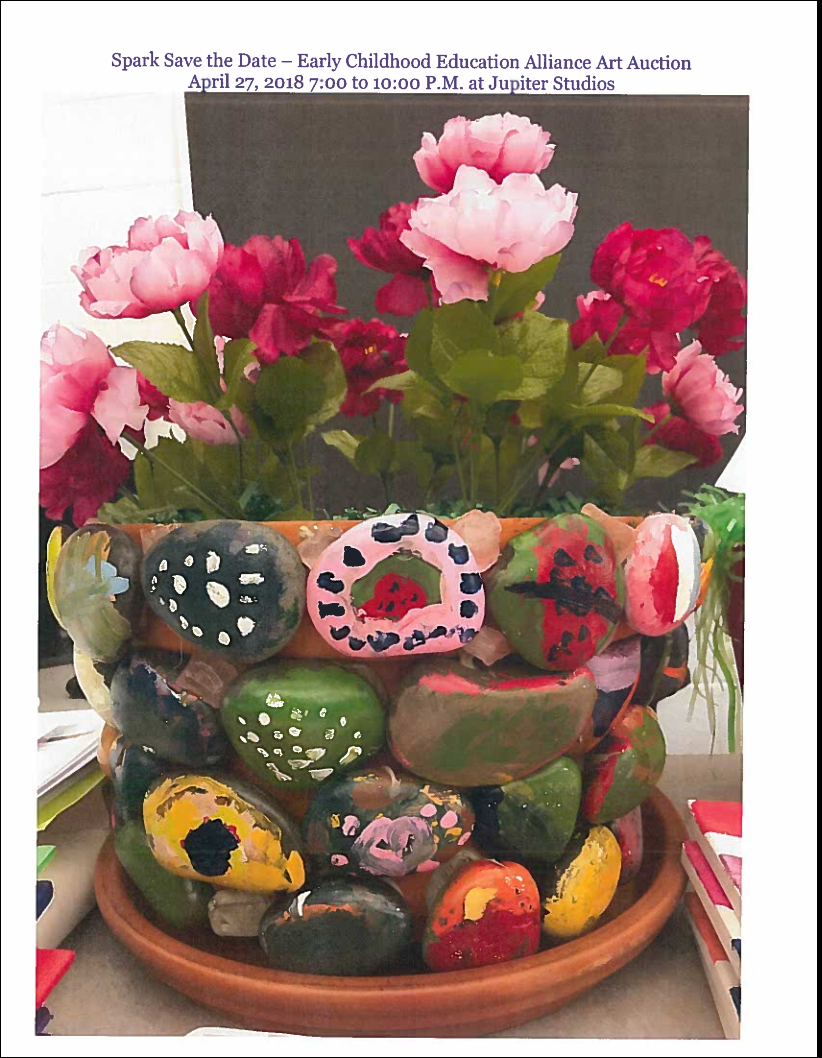 Spark Save the Date – Early Childhood Education Alliance Art Auction
April 27, 2018 7:00 to 10:00 P.M. at Jupiter Studios